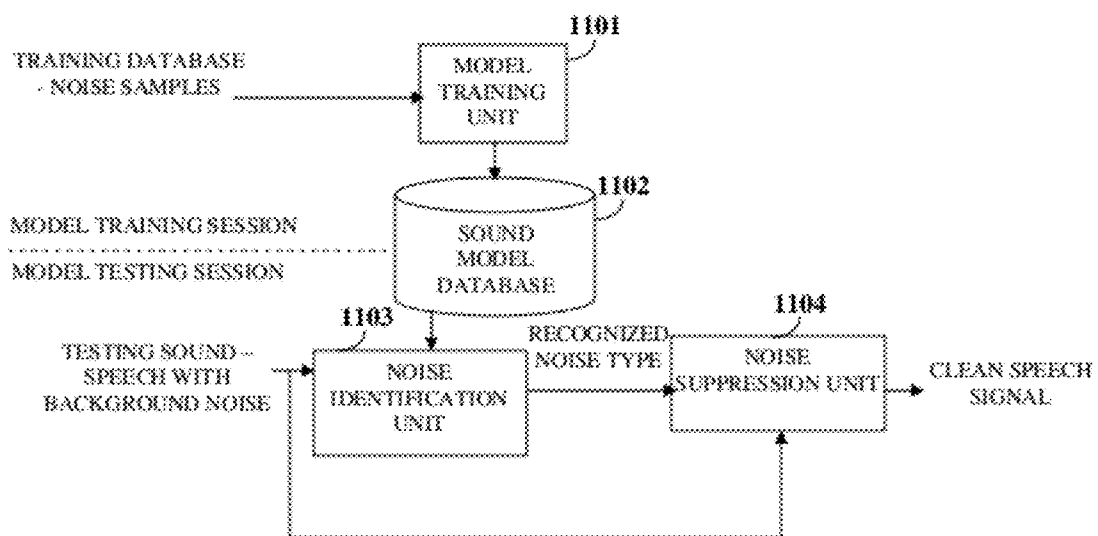 1101
TRAINING DATABASE
- NOISE SAMPLES
MODEL
TRAINING
UNIT
1102
MODEL TRAINING SESSION
MODEL TESTING SESSION
SOUND
MODEL
DATABASE
1103
TESTING SOUND –
SPEECH WITH
BACKGROUND NOISE
NOISE
IDENTIFICATION
UNIT
RECOGNIZED
NOISE TYPE
1104
NOISE
SUPPRESSION UNIT
CLEAN SPEECH
SIGNAL